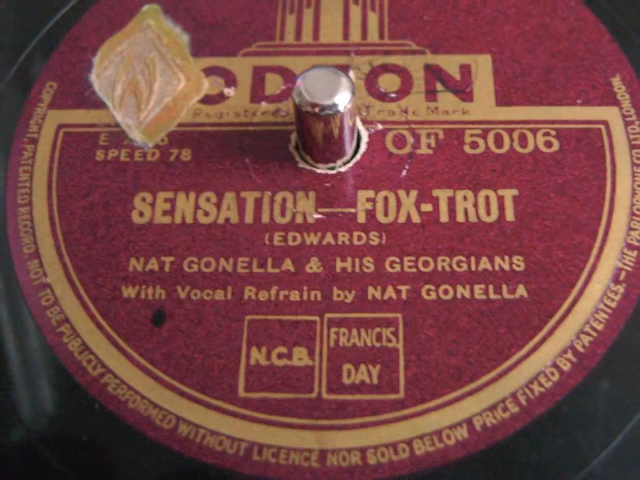 ODEON
Registered Trade Mark
OF 5006
SPEED 78
SENSATION—FOX-TROT
(EDWARDS)
NAT GONELLA & HIS GEORGIANS
With Vocal Refrain by NAT GONELLA
N.C.B.
FRANCIS,
DAY
COPYRIGHT, PATENTED RECORD. NOT TO BE PUBLICLY PERFORMED WITHOUT LICENCE NOR SOLD BELOW PRICE FIXED BY PATENTEES.—THE PARLOPHONE CO LTD LONDON.